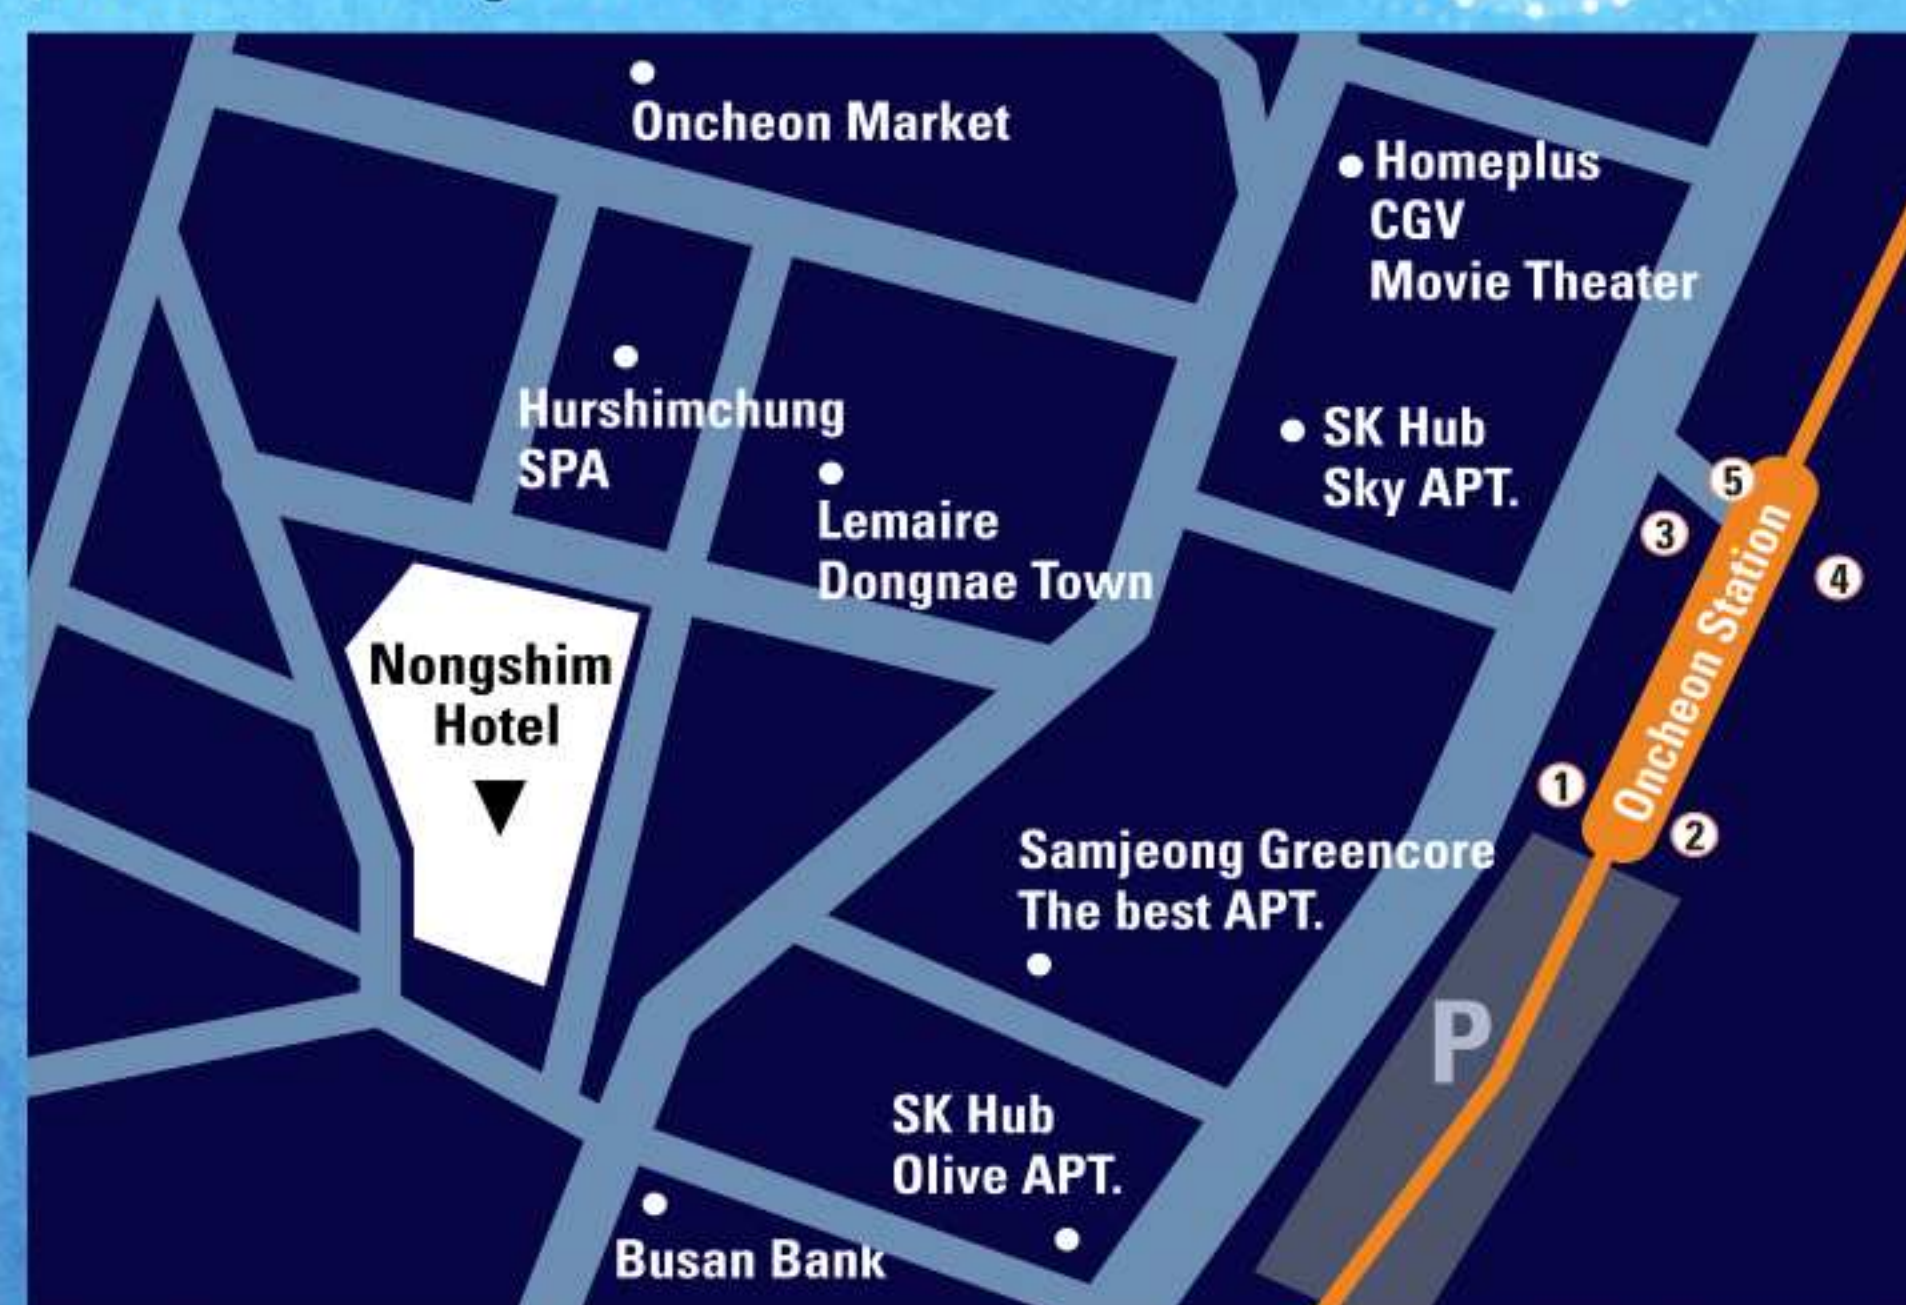 Oncheon Market
Homeplus
CGV
Movie Theater
Hurshimchung
SPA
SK Hub
Sky APT.
Lemaire
Dongnae Town
5
3
4
Oncheon Station
1
2
Nongshim
Hotel
Samjeong Greencore
The best APT.
P
SK Hub
Olive APT.
Busan Bank